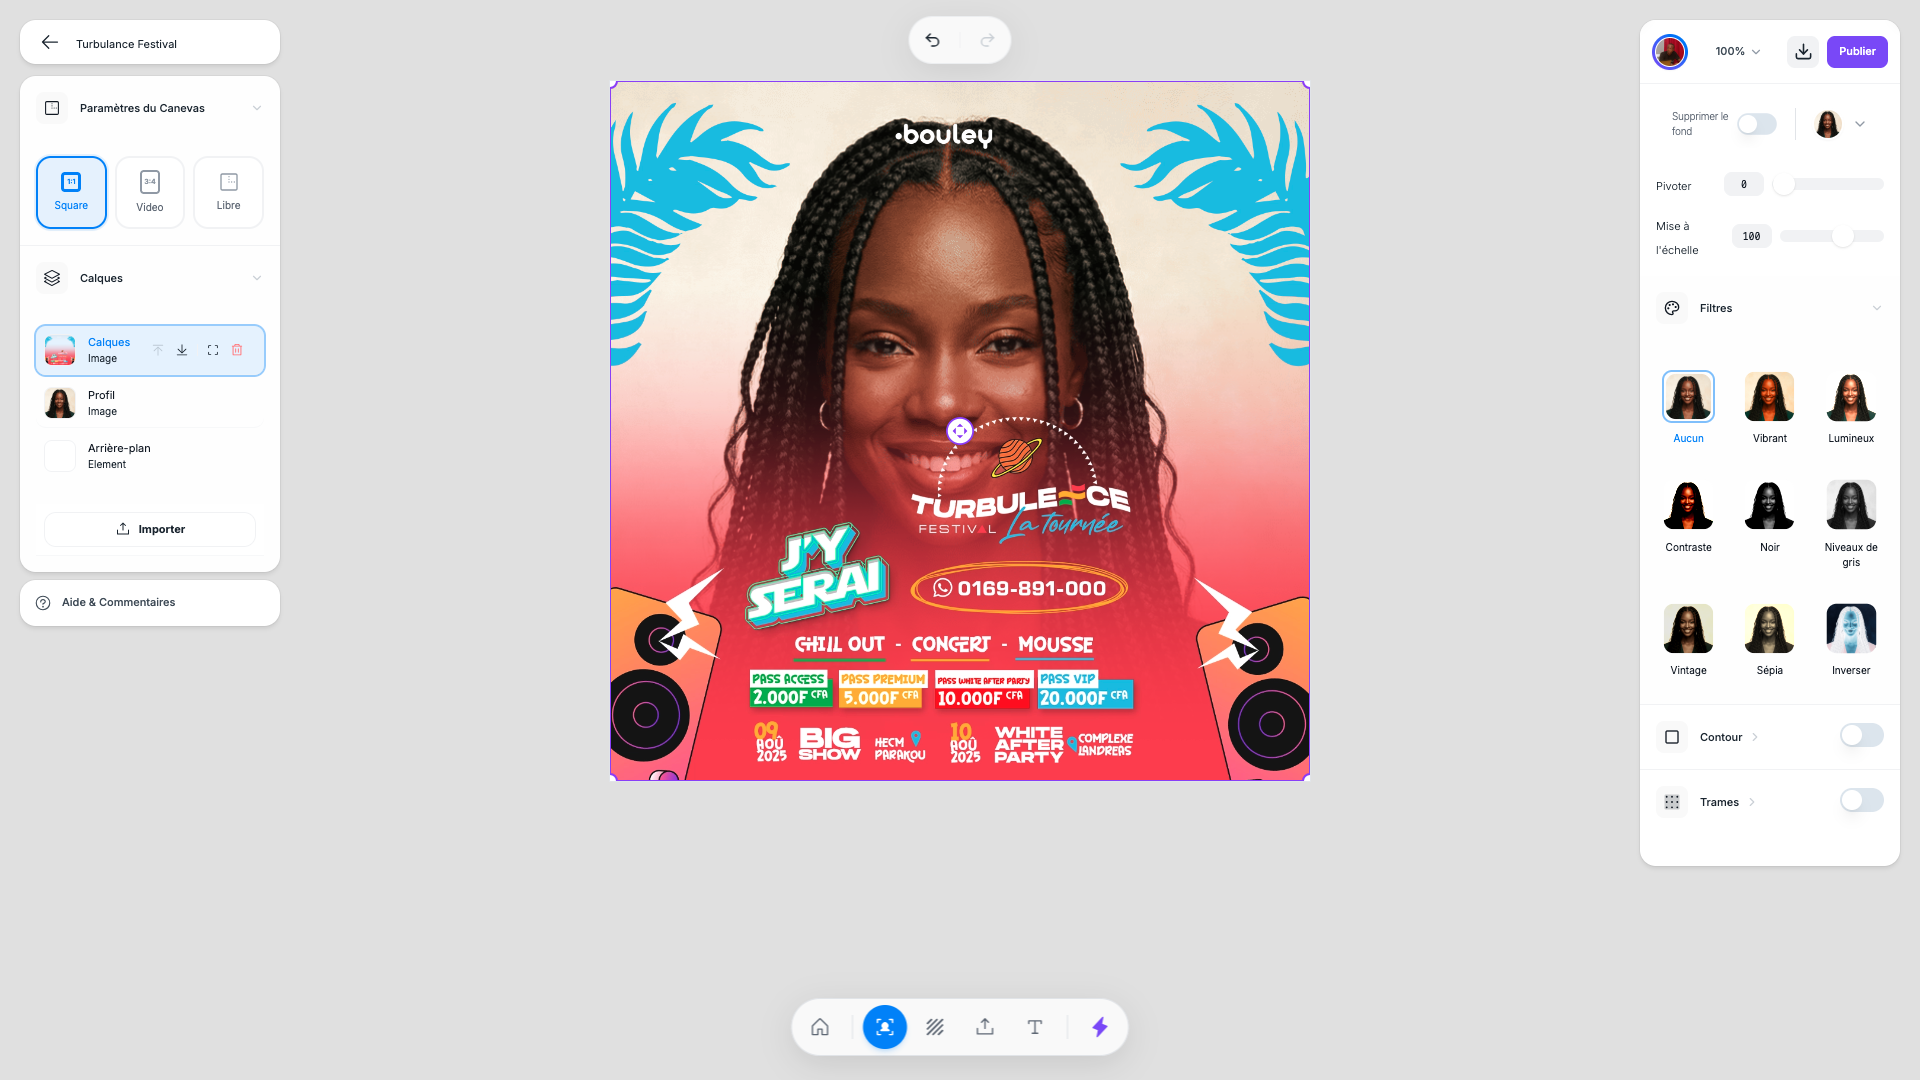 Turbulance Festival
Paramètres du Canevas
1:1
Square
3:4
Video
Libre
Calques
Calques
Image
Profil
Image
Arrière-plan
Element
Importer
Aide & Commentaires
bouley
TURBULENCE
FESTIVAL La tournée
J'Y
SERAI
0169-891-000
CHILL OUT - CONCERT - MOUSSE
PASS ACCESS
2.000F CFA
PASS PREMIUM
5.000F CFA
PASS WHITE AFTER PARTY
10.000F CFA
PASS VIP
20.000F CFA
09
AOÛ
2025
BIG
SHOW
HECM
PARAKOU
10
AOÛ
2025
WHITE
AFTER
PARTY
COMPLEXE
LANDREAS
100%
Publier
Supprimer le
fond
Pivoter
0
Mise à
l'échelle
100
Filtres
Aucun
Vibrant
Lumineux
Contraste
Noir
Niveaux de
gris
Vintage
Sépia
Inverser
Contour
Trames